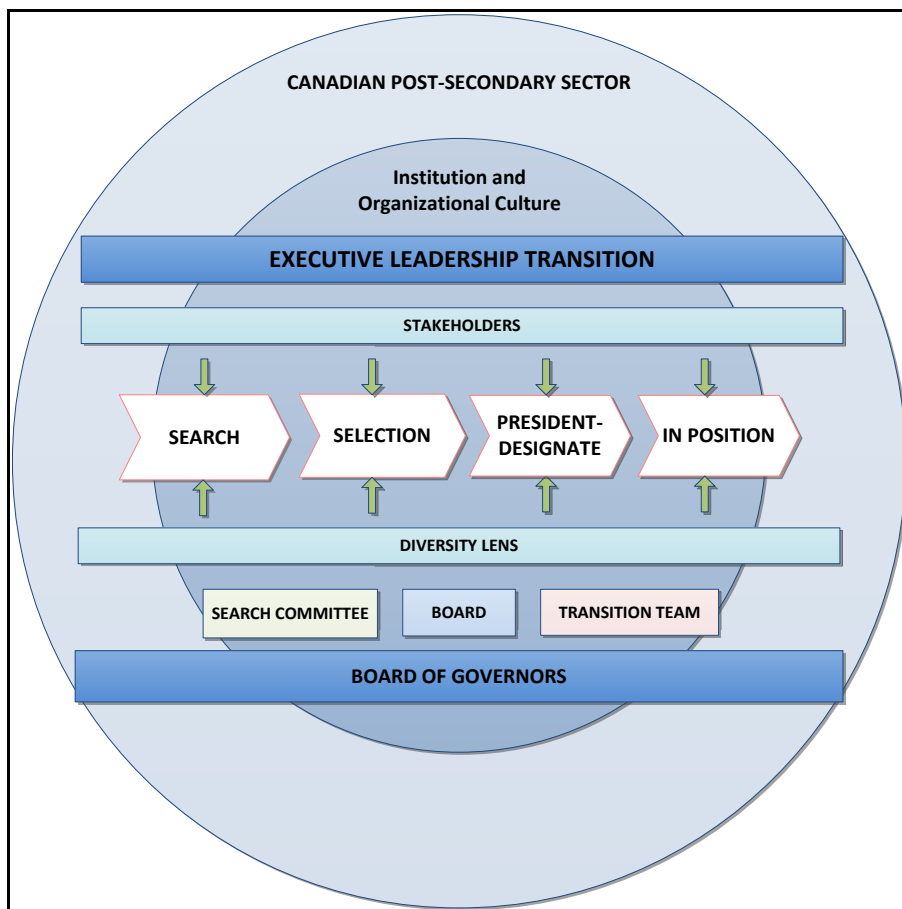 CANADIAN POST-SECONDARY SECTOR
Institution and
Organizational Culture
EXECUTIVE LEADERSHIP TRANSITION
STAKEHOLDERS
SEARCH
SELECTION
PRESIDENT-
DESIGNATE
IN POSITION
DIVERSITY LENS
SEARCH COMMITTEE
BOARD
TRANSITION TEAM
BOARD OF GOVERNORS